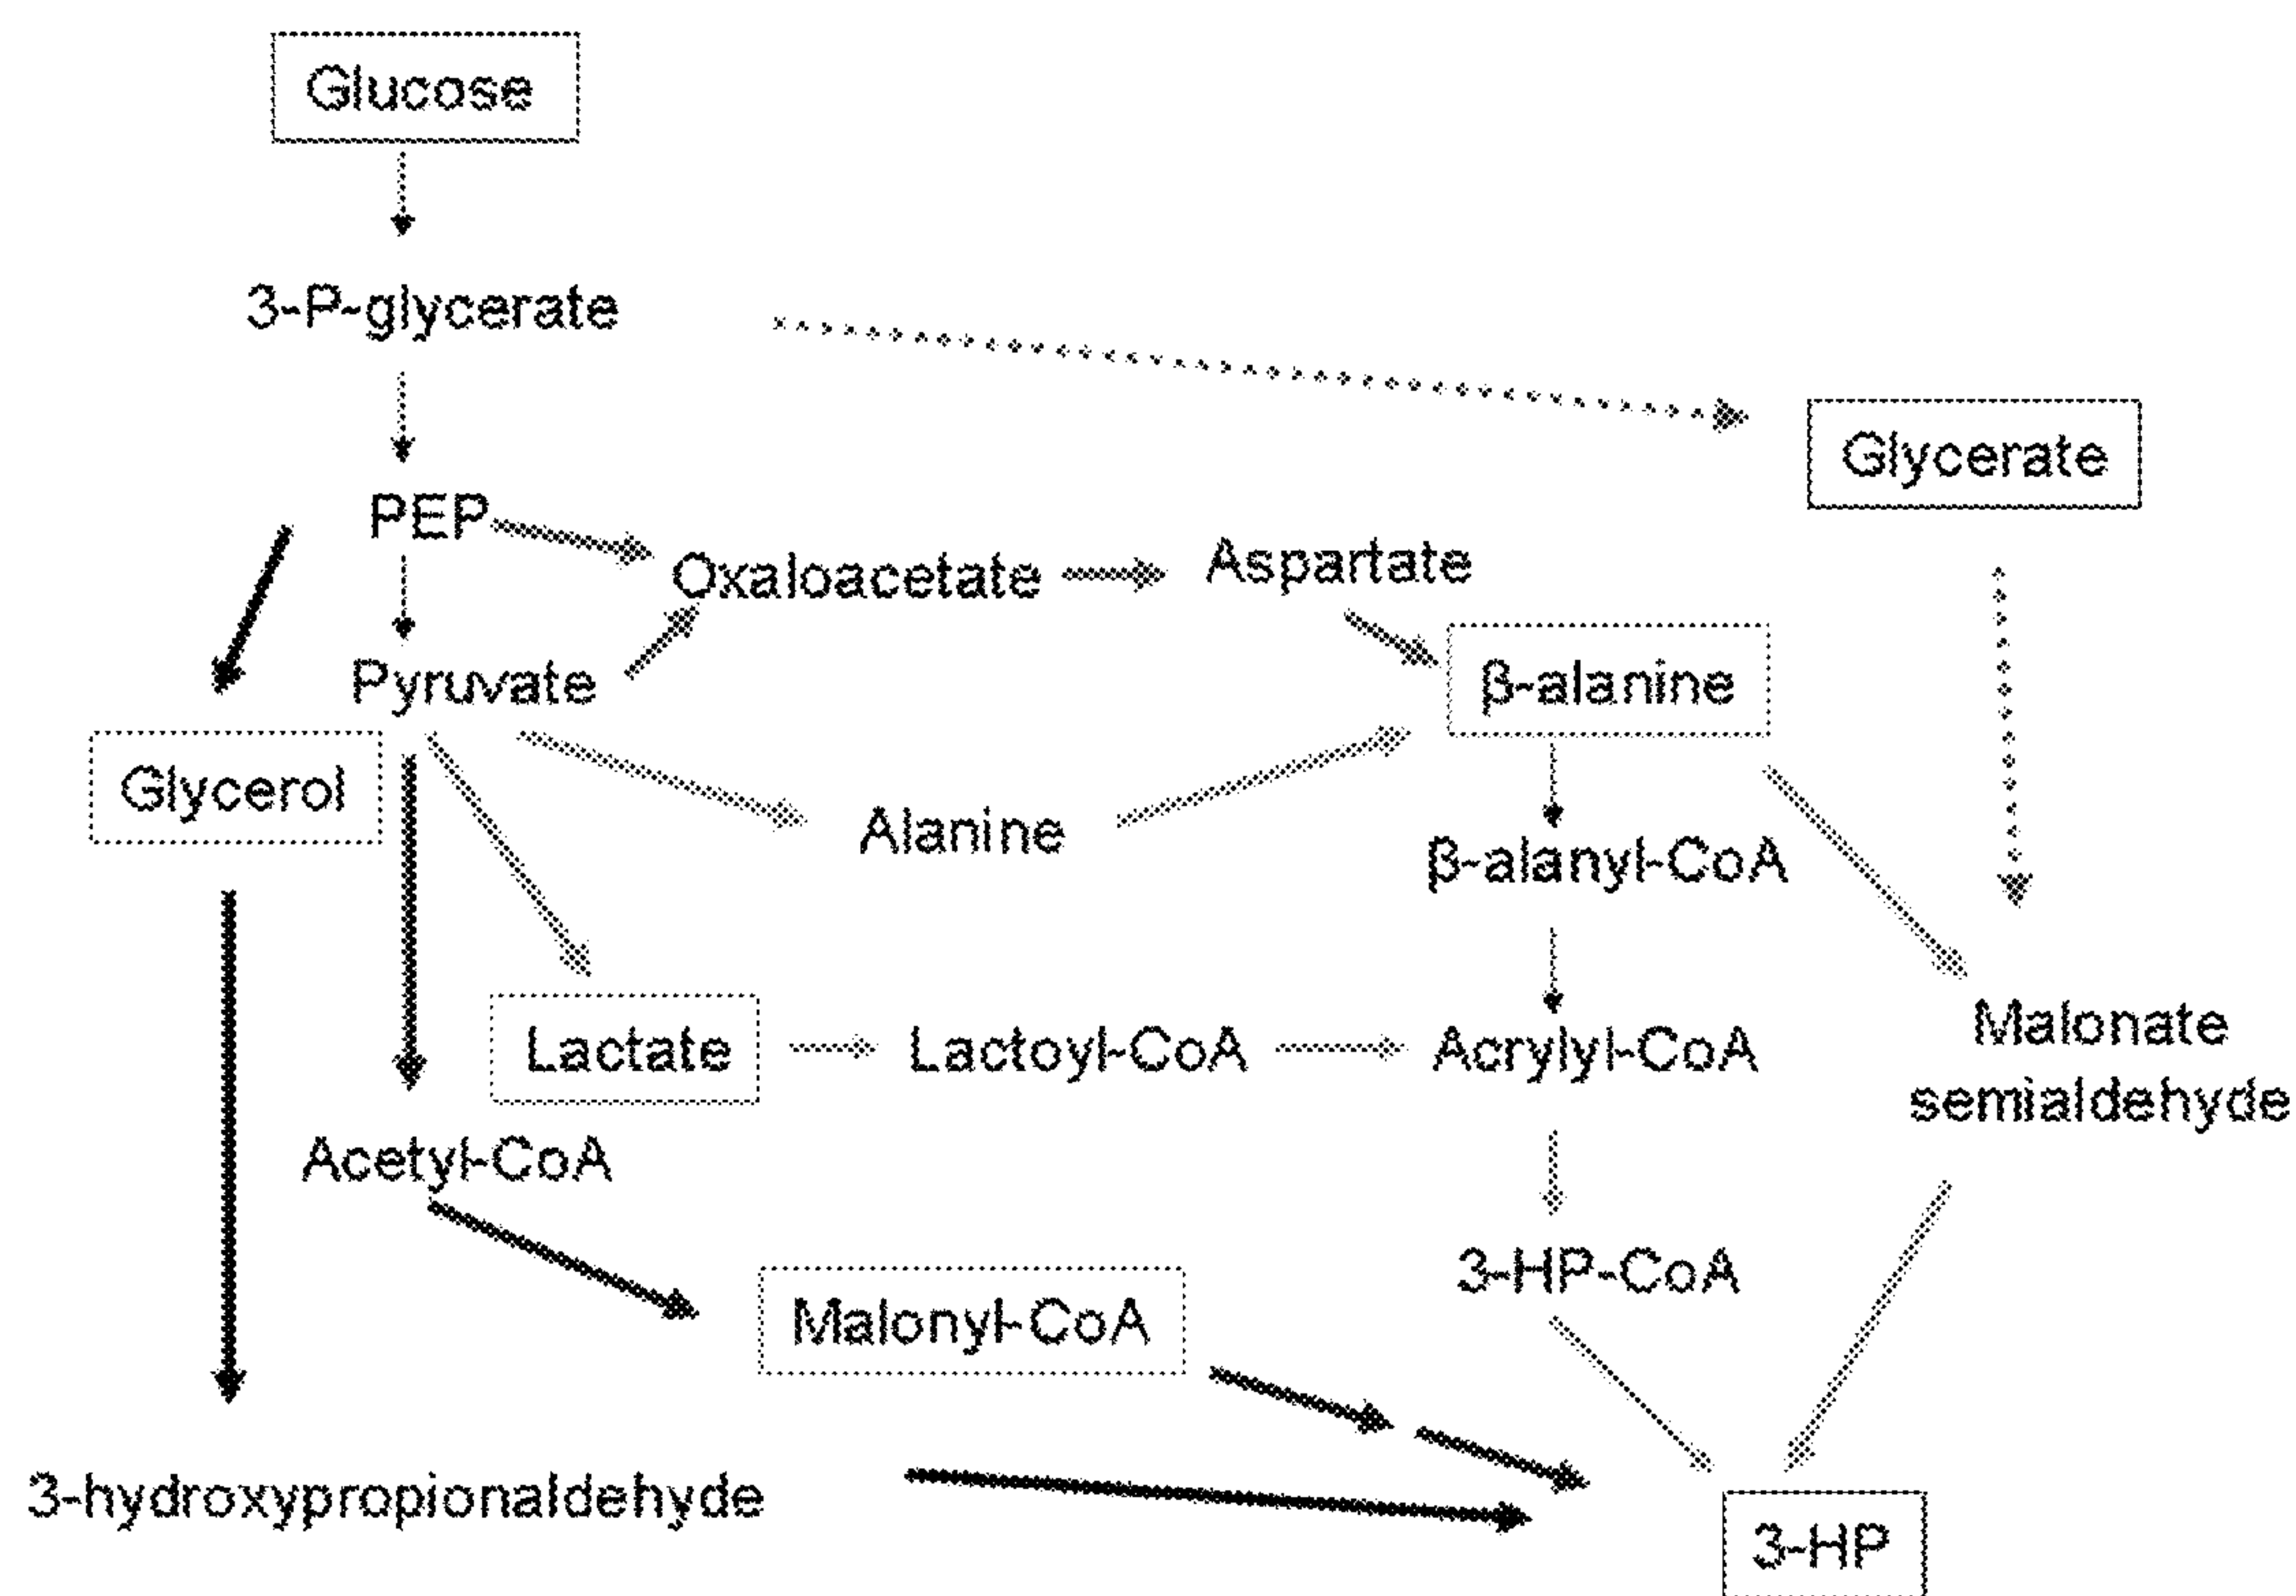 Glucose
3-P-glycerate
Glycerate
PEP
Oxaloacetate
Aspartate
Pyruvate
β-alanine
Glycerol
Alanine
β-alanyl-CoA
Lactate
Lactoyl-CoA
Acrylyl-CoA
Malonate
semialdehyde
Acetyl-CoA
3-HP-CoA
Malonyl-CoA
3-hydroxypropionaldehyde
3-HP